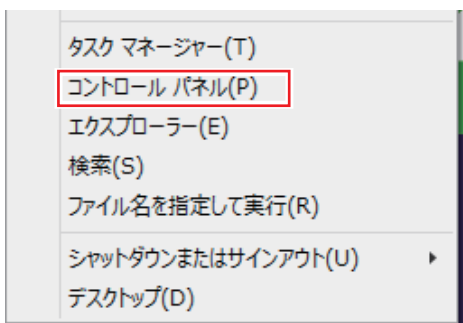 タスク マネージャー(T)
コントロール パネル(P)
エクスプローラー(E)
検索(S)
ファイル名を指定して実行(R)
シャットダウンまたはサインアウト(U)
デスクトップ(D)